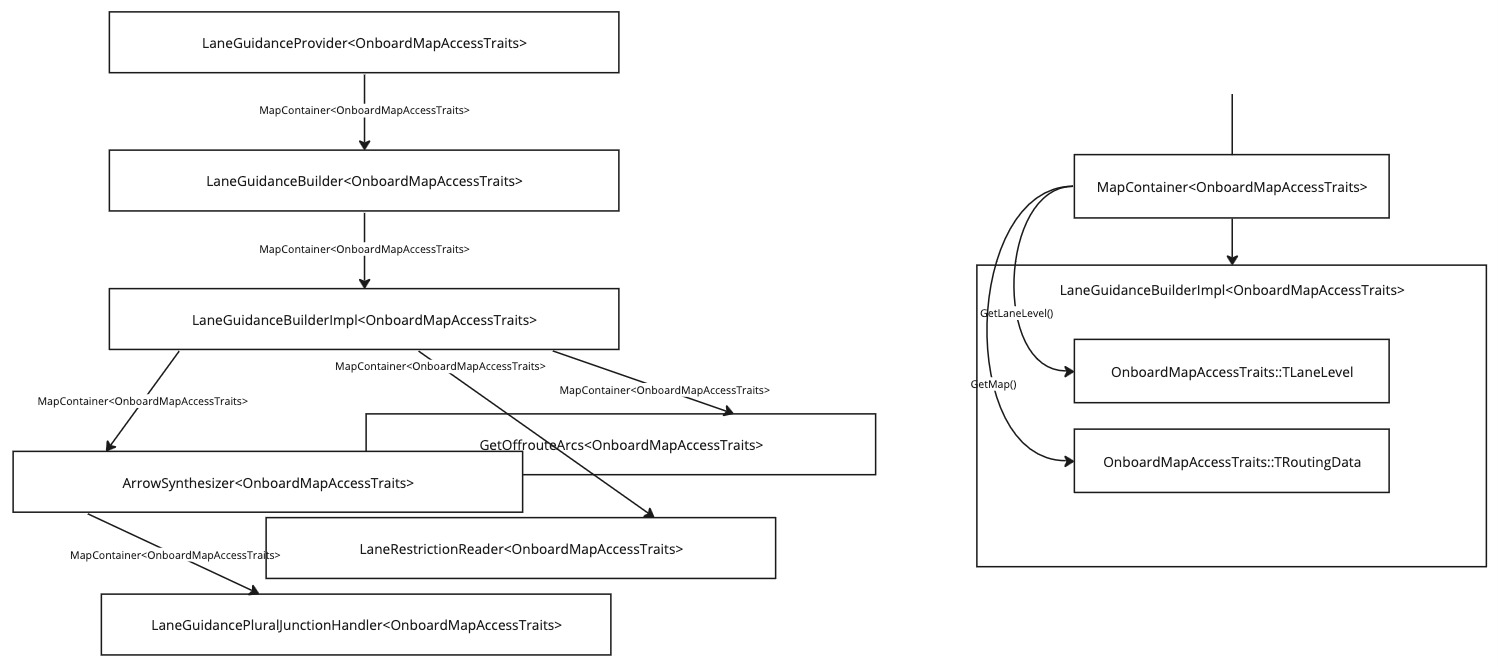 LaneGuidanceProvider<OnboardMapAccessTraits>
MapContainer<OnboardMapAccessTraits>
LaneGuidanceBuilder<OnboardMapAccessTraits>
MapContainer<OnboardMapAccessTraits>
LaneGuidanceBuilderImpl<OnboardMapAccessTraits>
MapContainer<OnboardMapAccessTraits>
MapContainer<OnboardMapAccessTraits>
MapContainer<OnboardMapAccessTraits>
GetOffrouteArcs<OnboardMapAccessTraits>
ArrowSynthesizer<OnboardMapAccessTraits>
LaneRestrictionReader<OnboardMapAccessTraits>
MapContainer<OnboardMapAccessTraits>
LaneGuidancePluralJunctionHandler<OnboardMapAccessTraits>
MapContainer<OnboardMapAccessTraits>
LaneGuidanceBuilderImpl<OnboardMapAccessTraits>
GetLaneLevel()
OnboardMapAccessTraits::TLaneLevel
GetMap()
OnboardMapAccessTraits::TRoutingData